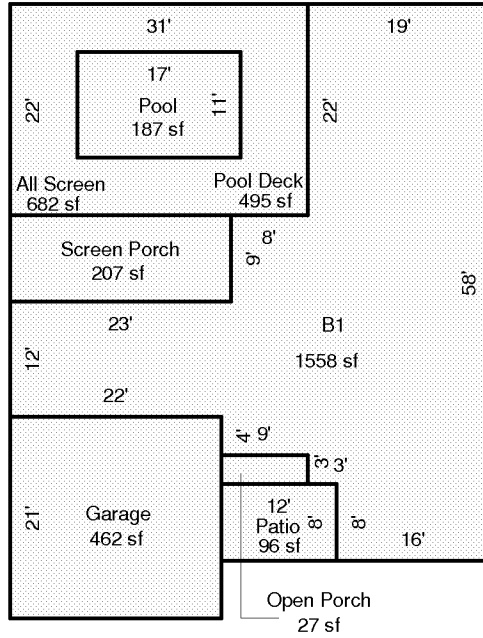 31'
19'
17'
Pool
187 sf
11'
22'
22'
All Screen
682 sf
Pool Deck
495 sf
Screen Porch
207 sf
8'
9'
58'
23'
B1
1558 sf
12'
22'
4'
9'
3'
3'
21'
Garage
462 sf
12'
Patio
96 sf
8'
8'
16'
Open Porch
27 sf